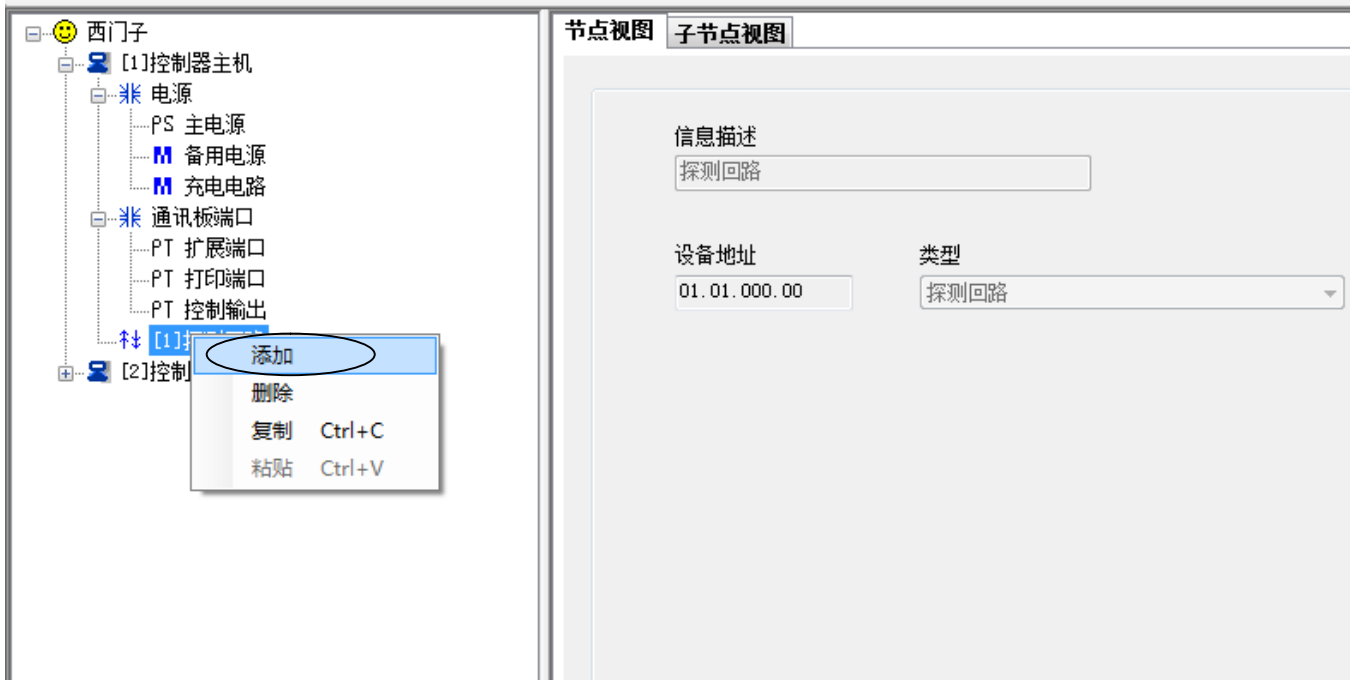 西门子
[1]控制器主机
电源
PS 主电源
M 备用电源
M 充电电路
通讯板端口
PT 扩展端口
PT 打印端口
PT 控制输出
[1]
[2]控制
添加
删除
复制 Ctrl+C
粘贴 Ctrl+V
节点视图 子节点视图
信息描述
探测回路
设备地址 类型
01.01.000.00 探测回路